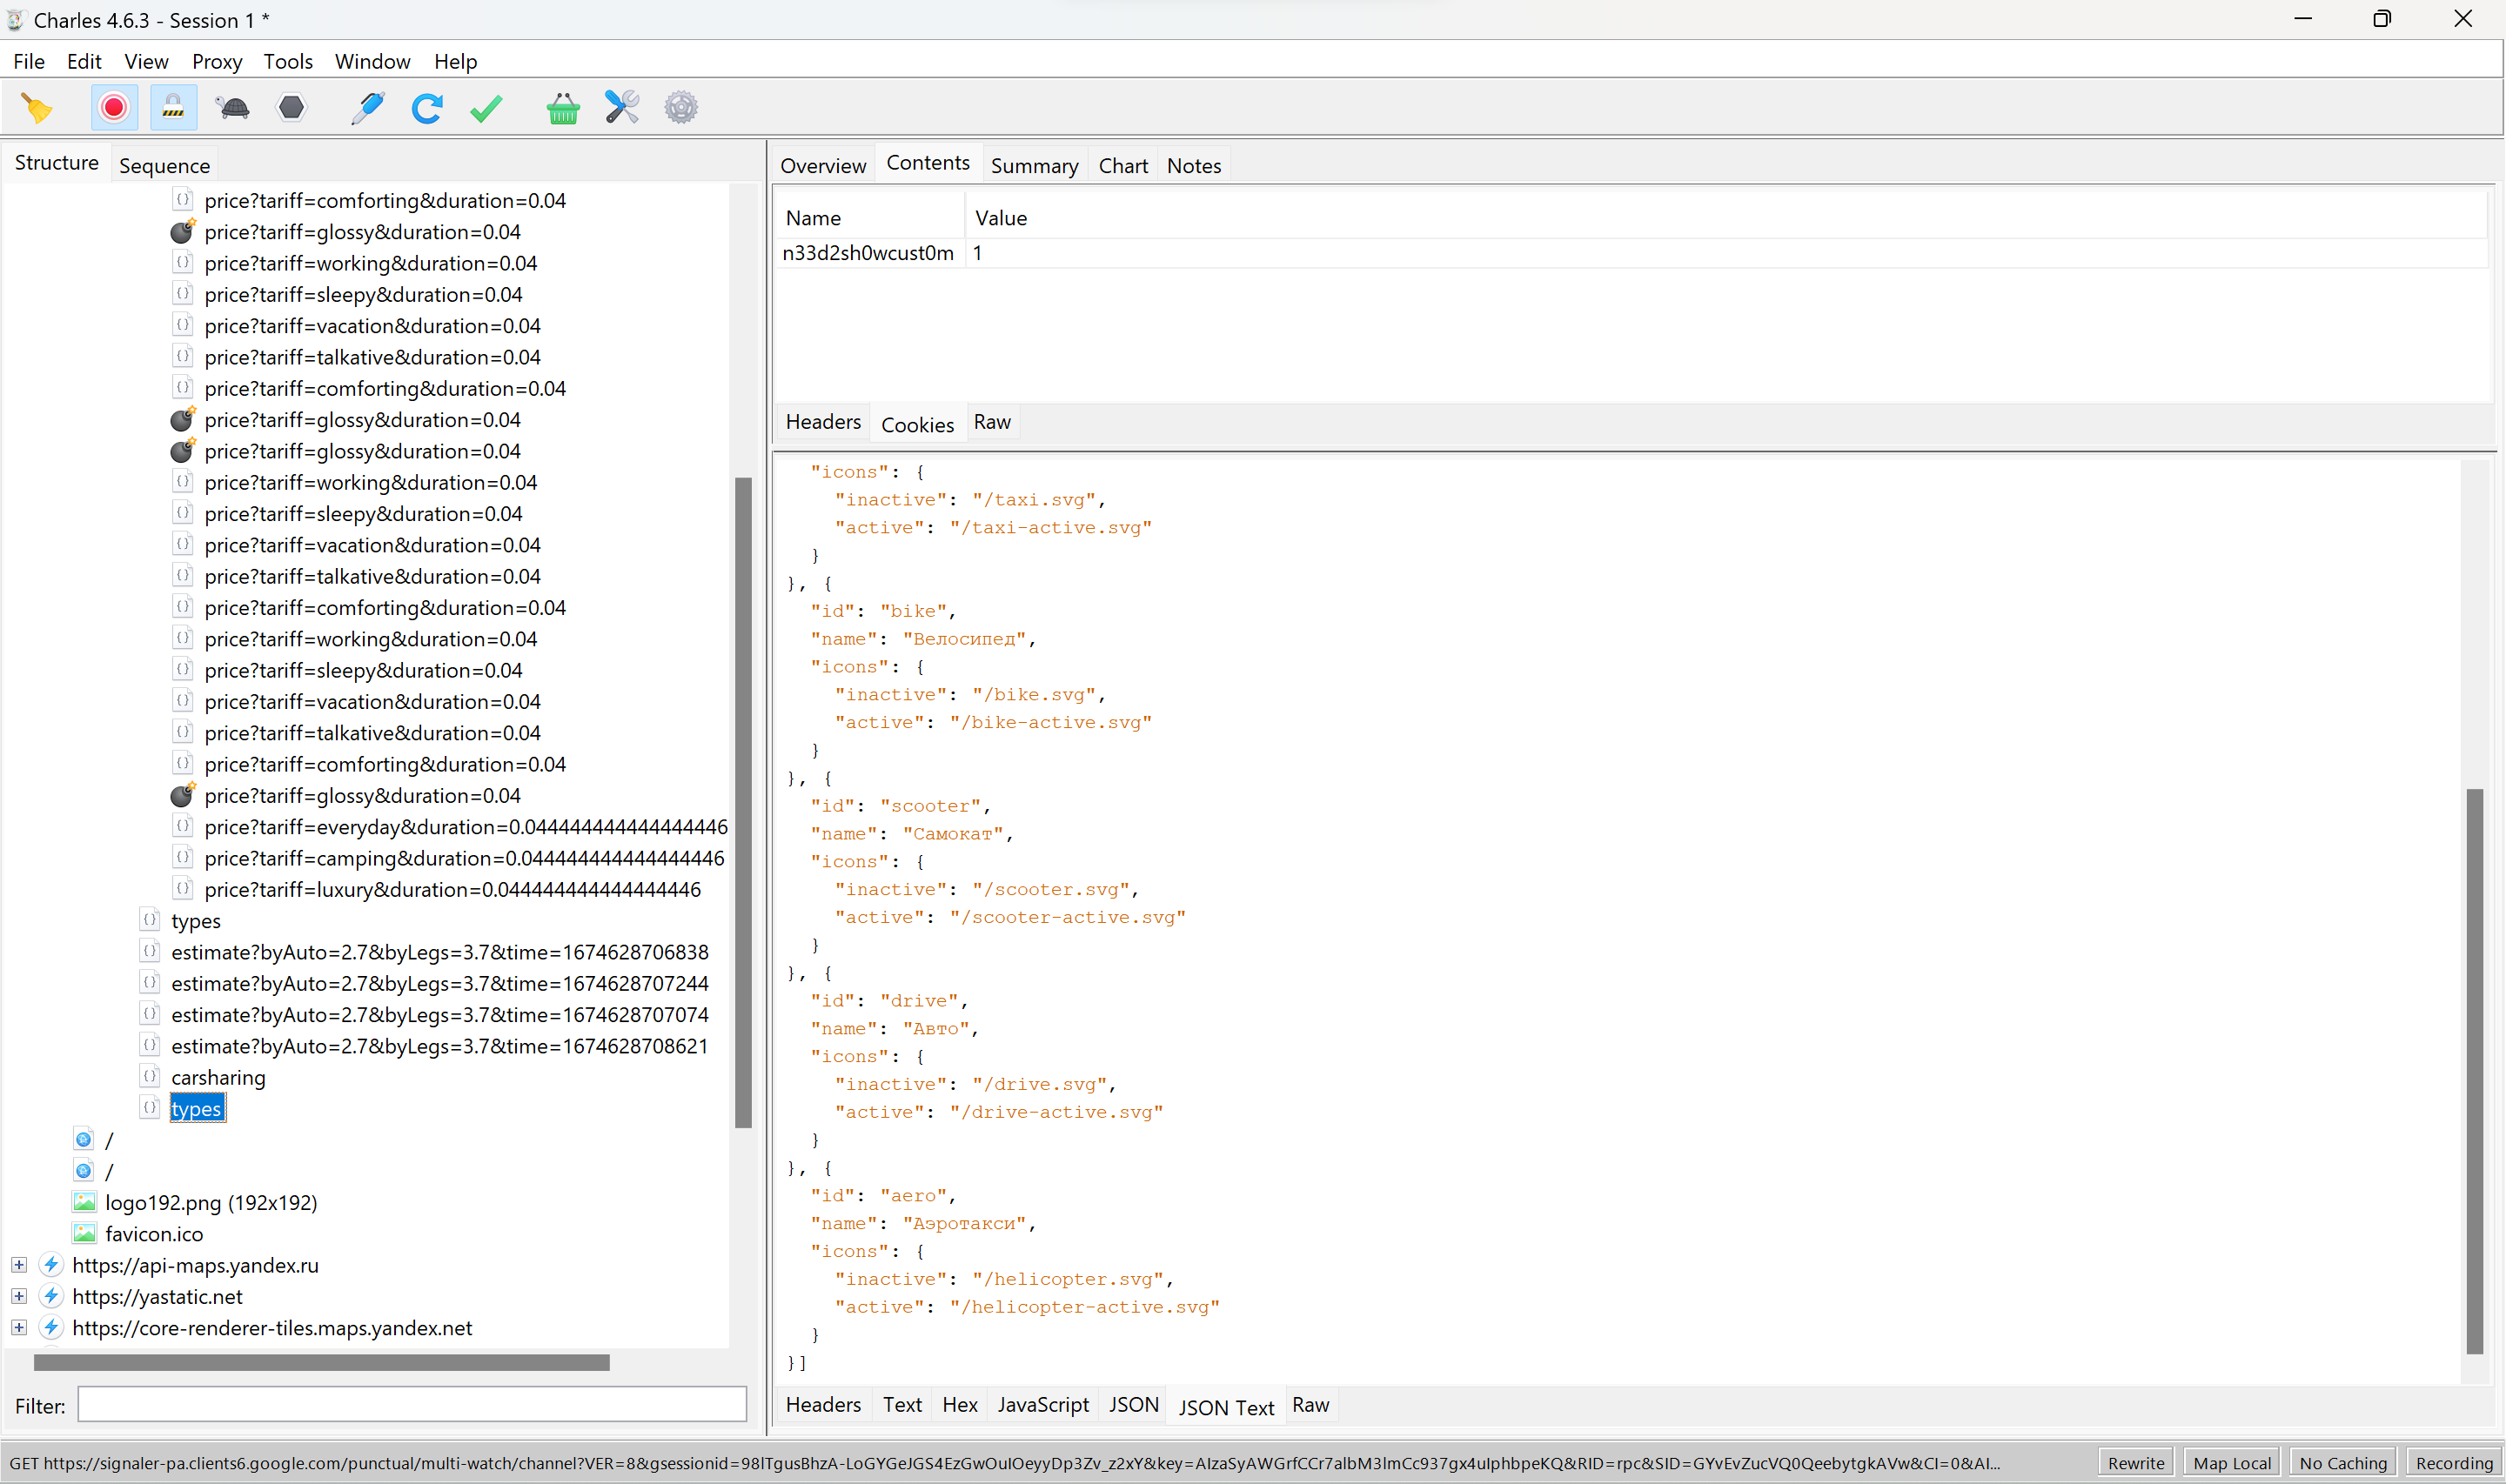 Charles 4.6.3 - Session 1 *
File Edit View Proxy Tools Window Help
Structure Sequence
price?tariff=comforting&duration=0.04
price?tariff=glossy&duration=0.04
price?tariff=working&duration=0.04
price?tariff=sleepy&duration=0.04
price?tariff=vacation&duration=0.04
price?tariff=talkative&duration=0.04
price?tariff=comforting&duration=0.04
price?tariff=glossy&duration=0.04
price?tariff=glossy&duration=0.04
price?tariff=working&duration=0.04
price?tariff=sleepy&duration=0.04
price?tariff=vacation&duration=0.04
price?tariff=talkative&duration=0.04
price?tariff=comforting&duration=0.04
price?tariff=working&duration=0.04
price?tariff=sleepy&duration=0.04
price?tariff=vacation&duration=0.04
price?tariff=talkative&duration=0.04
price?tariff=comforting&duration=0.04
price?tariff=glossy&duration=0.04
price?tariff=everyday&duration=0.044444444444444446
price?tariff=camping&duration=0.044444444444444446
price?tariff=luxury&duration=0.044444444444444446
types
estimate?byAuto=2.7&byLegs=3.7&time=1674628706838
estimate?byAuto=2.7&byLegs=3.7&time=1674628707244
estimate?byAuto=2.7&byLegs=3.7&time=1674628707074
estimate?byAuto=2.7&byLegs=3.7&time=1674628708621
carsharing
types
/
/
logo192.png (192x192)
favicon.ico
https://api-maps.yandex.ru
https://yastatic.net
https://core-renderer-tiles.maps.yandex.net
Filter:
Overview Contents Summary Chart Notes
Name Value
n33d2sh0wcust0m 1
Headers Cookies Raw
"icons": {
"inactive": "/taxi.svg",
"active": "/taxi-active.svg"
}
}, {
"id": "bike",
"name": "Велосипед",
"icons": {
"inactive": "/bike.svg",
"active": "/bike-active.svg"
}
}, {
"id": "scooter",
"name": "Самокат",
"icons": {
"inactive": "/scooter.svg",
"active": "/scooter-active.svg"
}
}, {
"id": "drive",
"name": "Авто",
"icons": {
"inactive": "/drive.svg",
"active": "/drive-active.svg"
}
}, {
"id": "aero",
"name": "Аэротакси",
"icons": {
"inactive": "/helicopter.svg",
"active": "/helicopter-active.svg"
}
}]
Headers Text Hex JavaScript JSON JSON Text Raw
GET https://signaler-pa.clients6.google.com/punctual/multi-watch/channel?VER=8&gsessionid=98lTgusBhzA-LoGYGeJGS4EzGwOulOeyyDp3Zv_z2xY&key=AIzaSyAWGrfCCr7albM3lmCc937gx4uIphbpeKQ&RID=rpc&SID=GYvEvZucVQ0QeebytgkAVw&CI=0&AI...
Rewrite Map Local No Caching Recording